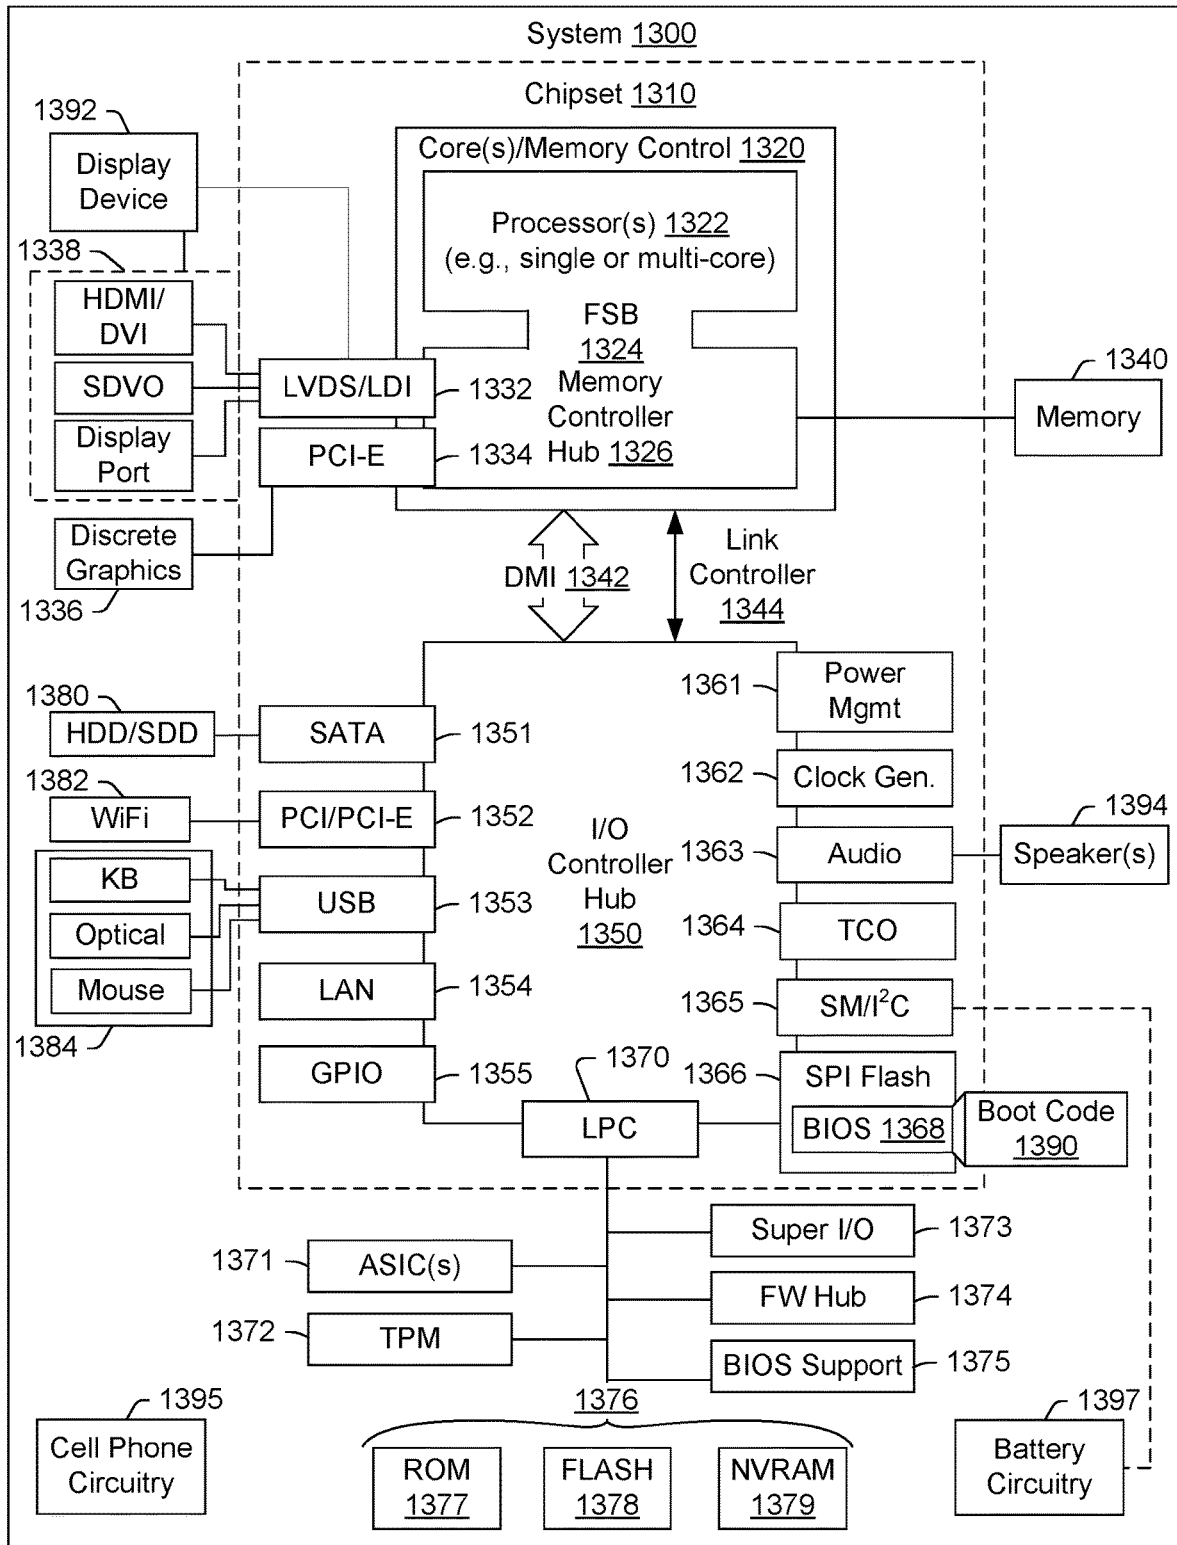 System 1300
Chipset 1310
1392
Display
Device
Core(s)/Memory Control 1320
Processor(s) 1322
(e.g., single or multi-core)
1338
HDMI/
DVI
SDVO
Display
Port
FSB
1324
Memory
Controller
Hub 1326
LVDS/LDI
1332
PCI-E
1334
1340
Memory
Discrete
Graphics
1336
DMI 1342
Link
Controller
1344
1380
HDD/SDD
SATA
1351
1361
Power
Mgmt
1382
WiFi
PCI/PCI-E
1352
1362
Clock Gen.
I/O
Controller
Hub
1350
1363
Audio
1394
Speaker(s)
KB
Optical
Mouse
1384
USB
1353
1364
TCO
LAN
1354
1365
SM/I²C
GPIO
1355
1370
LPC
1366
SPI Flash
BIOS 1368
Boot Code
1390
1371
ASIC(s)
Super I/O
1373
1372
TPM
FW Hub
1374
BIOS Support
1375
1395
Cell Phone
Circuitry
1376
ROM
1377
FLASH
1378
NVRAM
1379
1397
Battery
Circuitry